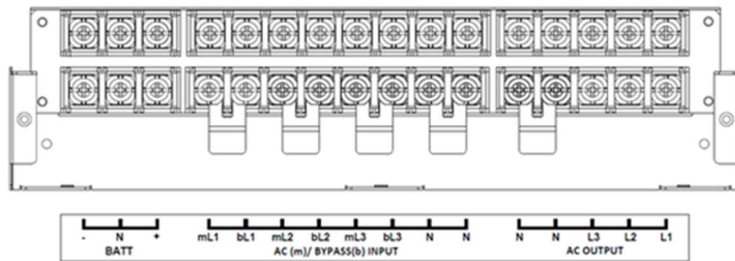 - N + mL1 bL1 mL2 bL2 mL3 bL3 N N N N L3 L2 L1
BATT AC (m)/ BYPASS(b) INPUT AC OUTPUT